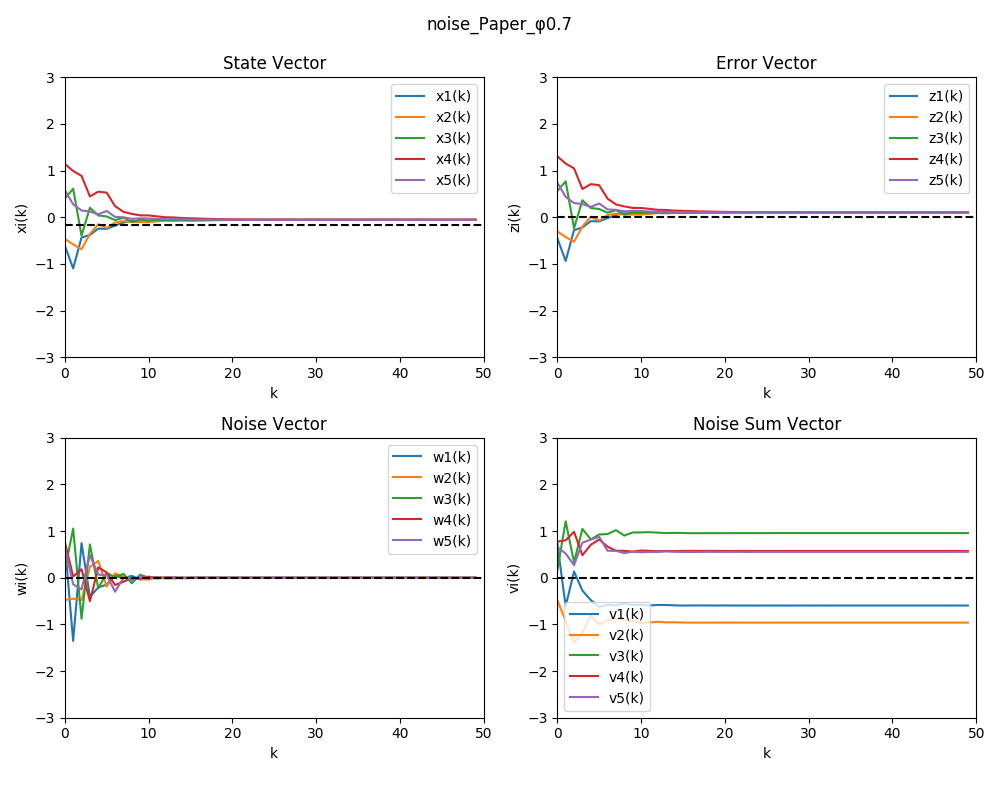 noise_Paper_φ0.7
State Vector
3
2
1
0
−1
−2
−3
xi(k)
x1(k)
x2(k)
x3(k)
x4(k)
x5(k)
0 10 20 30 40 50
k
Error Vector
3
2
1
0
−1
−2
−3
zi(k)
z1(k)
z2(k)
z3(k)
z4(k)
z5(k)
0 10 20 30 40 50
k
Noise Vector
3
2
1
0
−1
−2
−3
wi(k)
w1(k)
w2(k)
w3(k)
w4(k)
w5(k)
0 10 20 30 40 50
k
Noise Sum Vector
3
2
1
0
−1
−2
−3
vi(k)
v1(k)
v2(k)
v3(k)
v4(k)
v5(k)
0 10 20 30 40 50
k